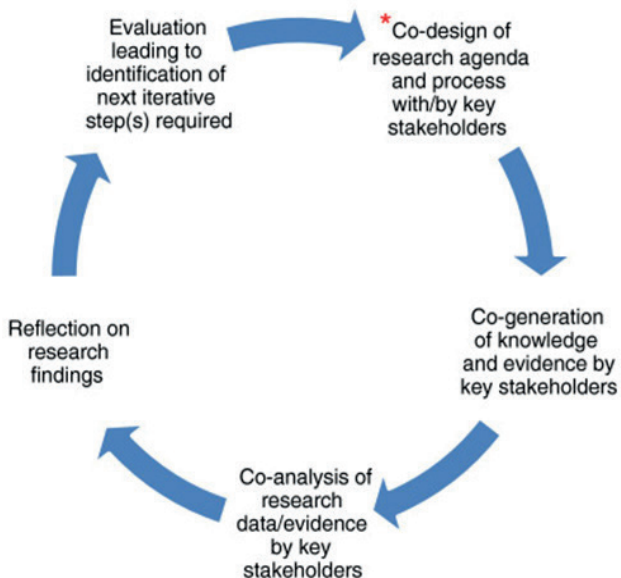 Evaluation
leading to
identification of
next iterative
step(s) required
*Co-design of
research agenda
and process
with/by key
stakeholders
Co-generation
of knowledge
and evidence by
key stakeholders
Co-analysis of
research
data/evidence
by key
stakeholders
Reflection on
research
findings